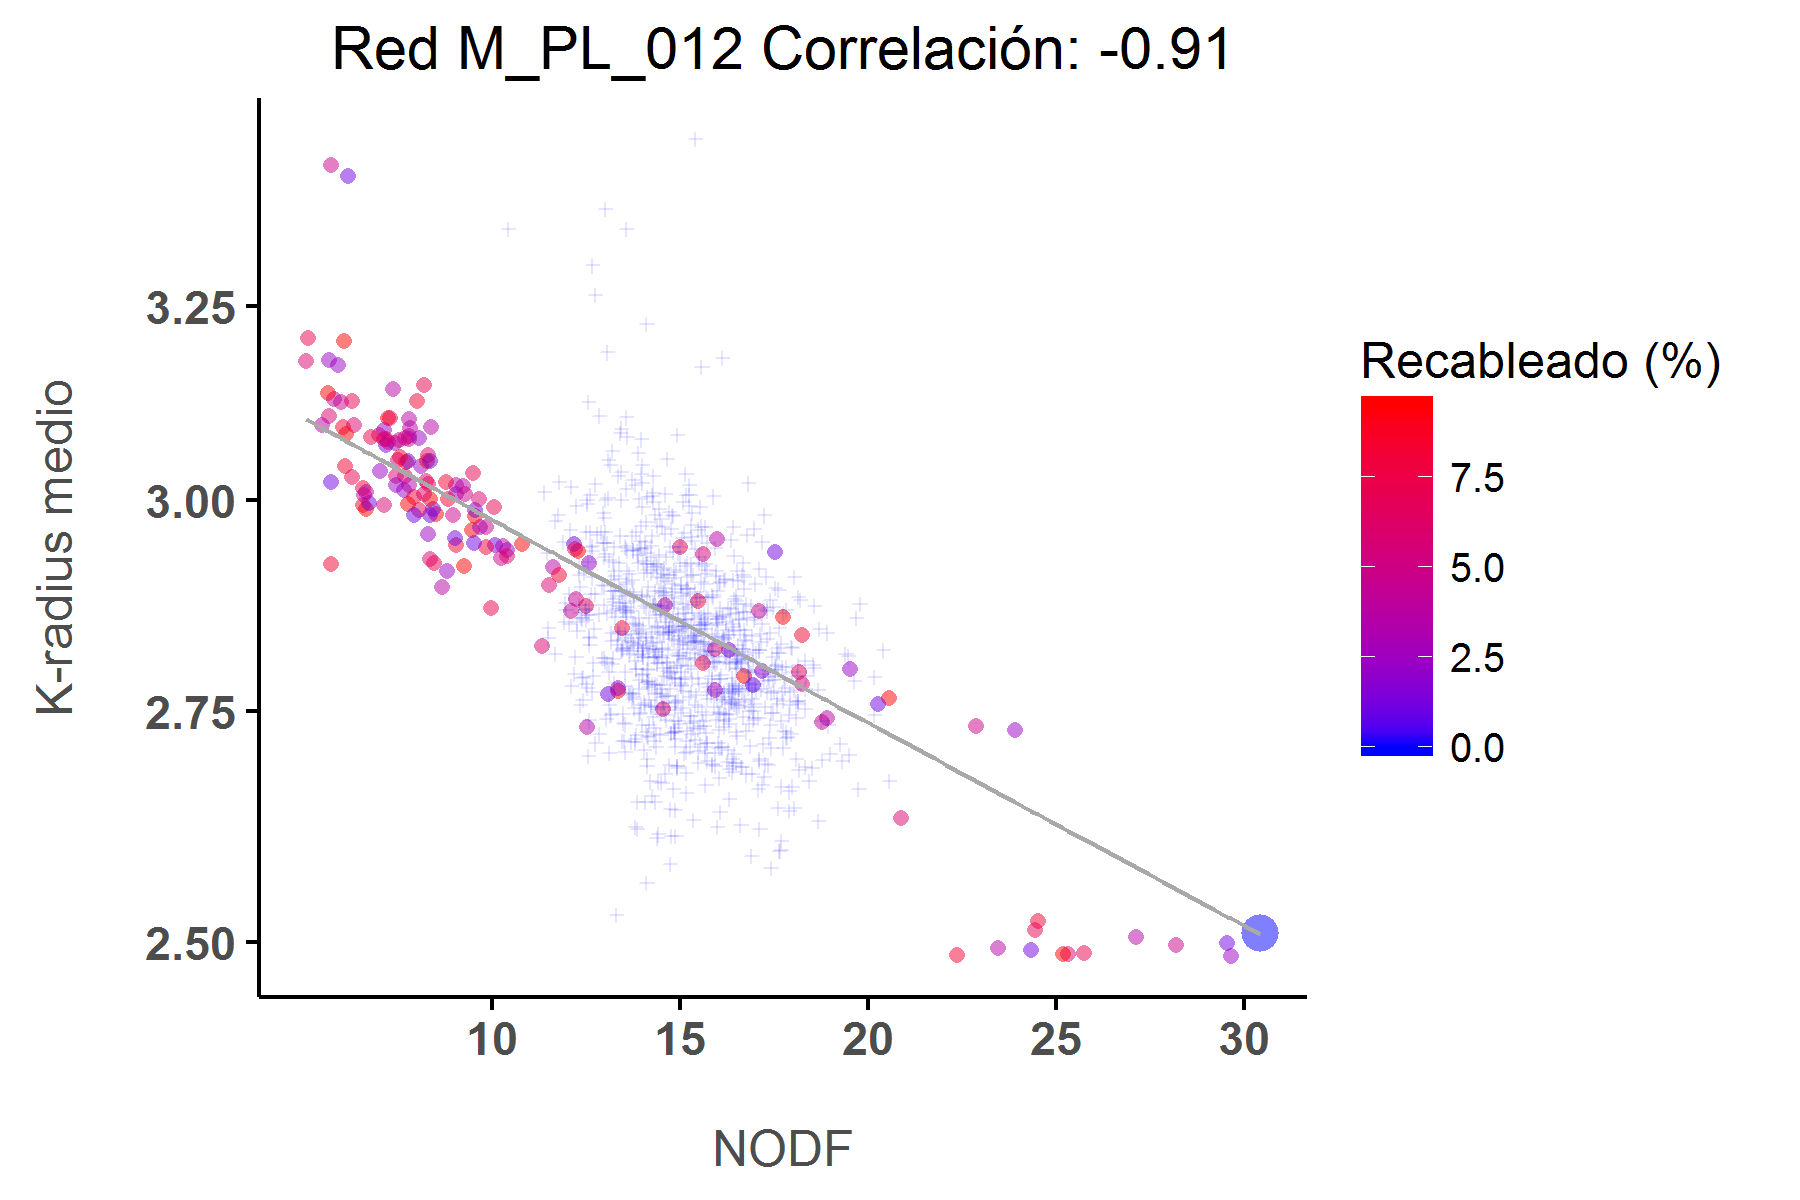 Red M_PL_012 Correlación: -0.91
K-radius medio
3.25
3.00
2.75
2.50
10 15 20 25 30
NODF
Recableado (%)
7.5
5.0
2.5
0.0